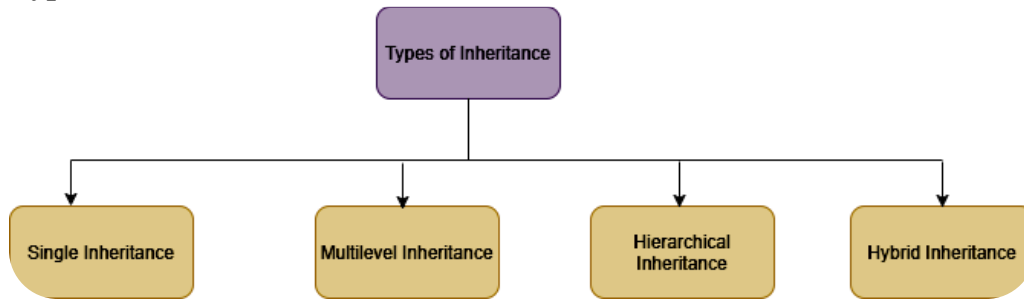 Types of Inheritance
Single Inheritance
Multilevel Inheritance
Hierarchical
Inheritance
Hybrid Inheritance